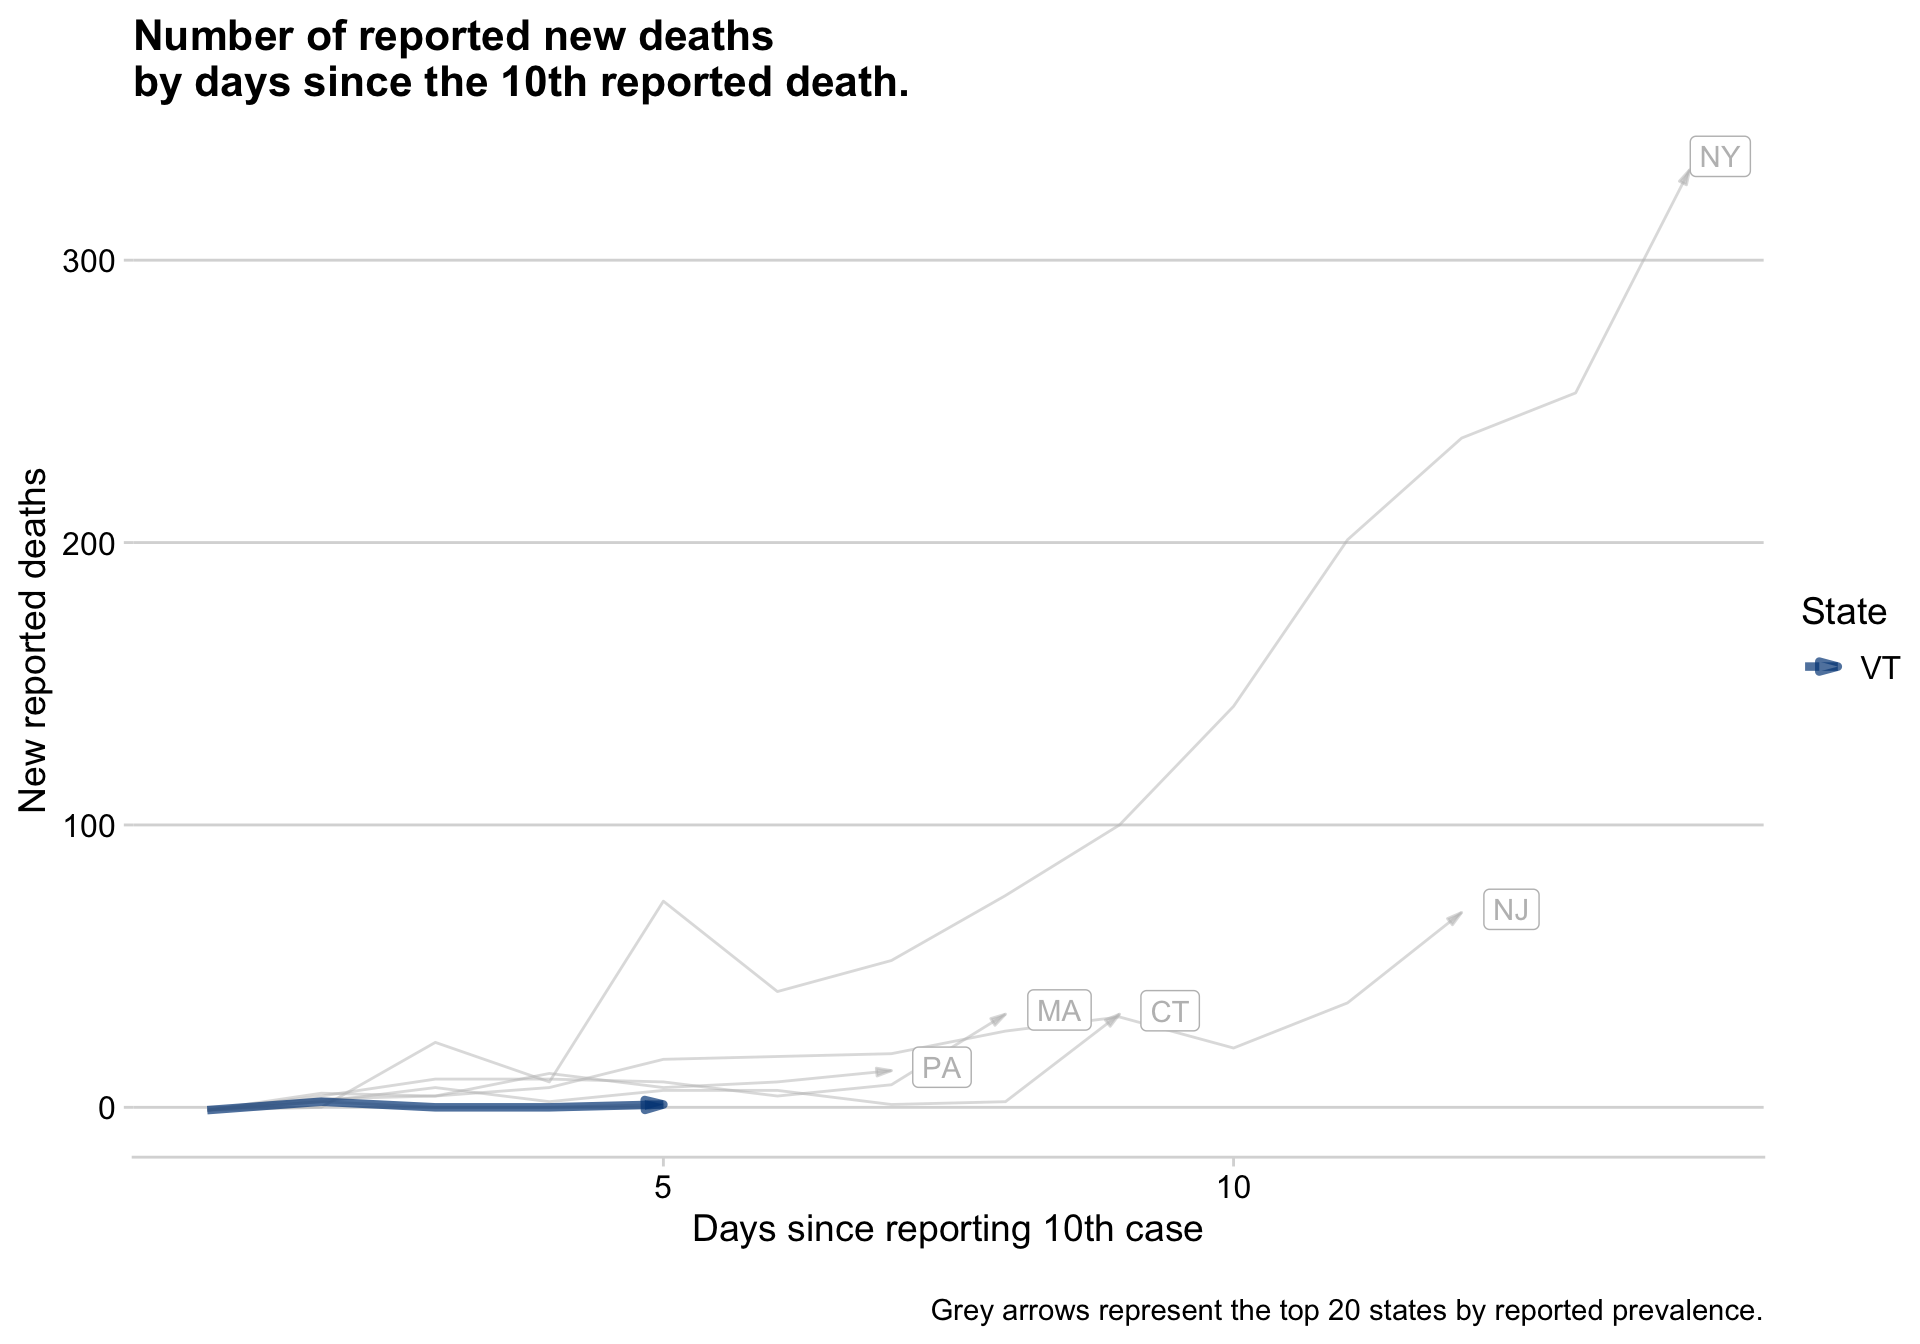 Number of reported new deaths
by days since the 10th reported death.
NY
300
200
100
0
New reported deaths
NJ
MA
CT
PA
State
VT
5
10
Days since reporting 10th case
Grey arrows represent the top 20 states by reported prevalence.